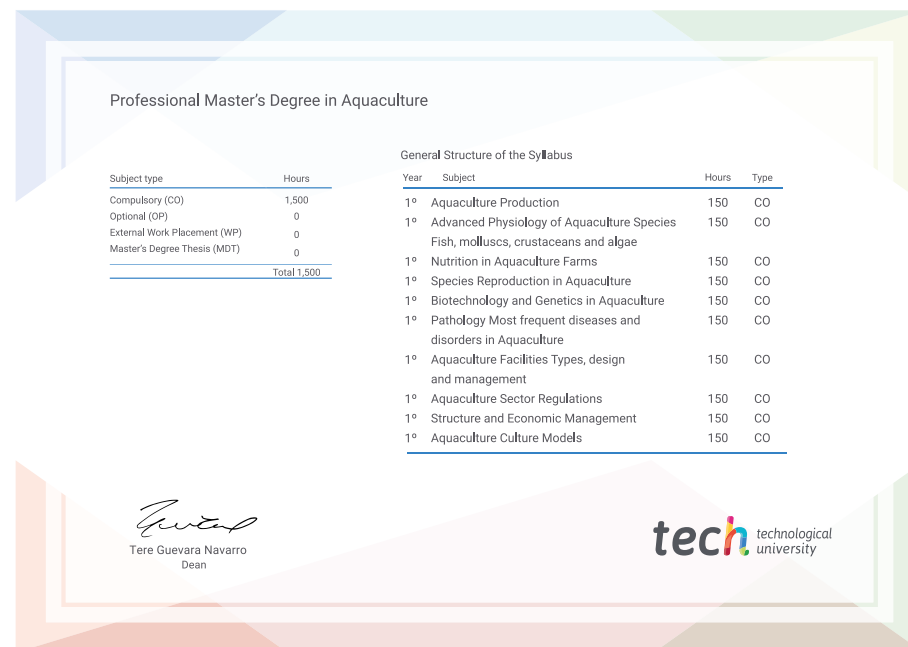 Professional Master's Degree in Aquaculture
Subject type Hours
Compulsory (CO) 1,500
Optional (OP) 0
External Work Placement (WP) 0
Master's Degree Thesis (MDT) 0
Total 1,500
General Structure of the Syllabus
Year Subject Hours Type
1º Aquaculture Production 150 CO
1º Advanced Physiology of Aquaculture Species 150 CO
Fish, molluscs, crustaceans and algae
1º Nutrition in Aquaculture Farms 150 CO
1º Species Reproduction in Aquaculture 150 CO
1º Biotechnology and Genetics in Aquaculture 150 CO
1º Pathology Most frequent diseases and 150 CO
disorders in Aquaculture
1º Aquaculture Facilities Types, design 150 CO
and management
1º Aquaculture Sector Regulations 150 CO
1º Structure and Economic Management 150 CO
1º Aquaculture Culture Models 150 CO
Tere Guevara Navarro
Dean
tech technological
university